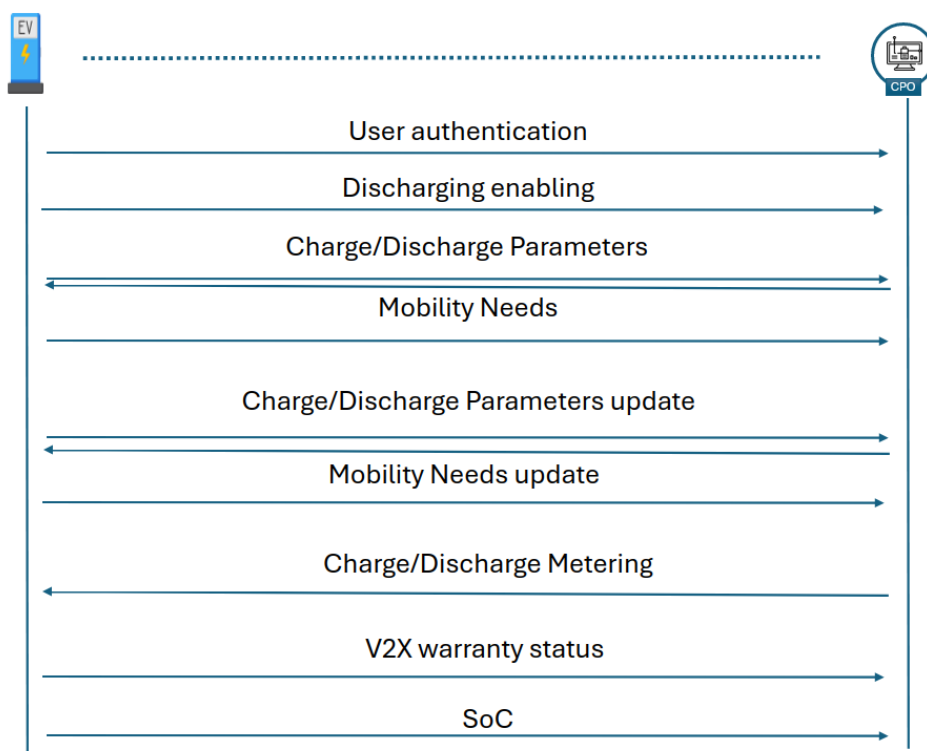 EV
CPO
User authentication
Discharging enabling
Charge/Discharge Parameters
Mobility Needs
Charge/Discharge Parameters update
Mobility Needs update
Charge/Discharge Metering
V2X warranty status
SoC